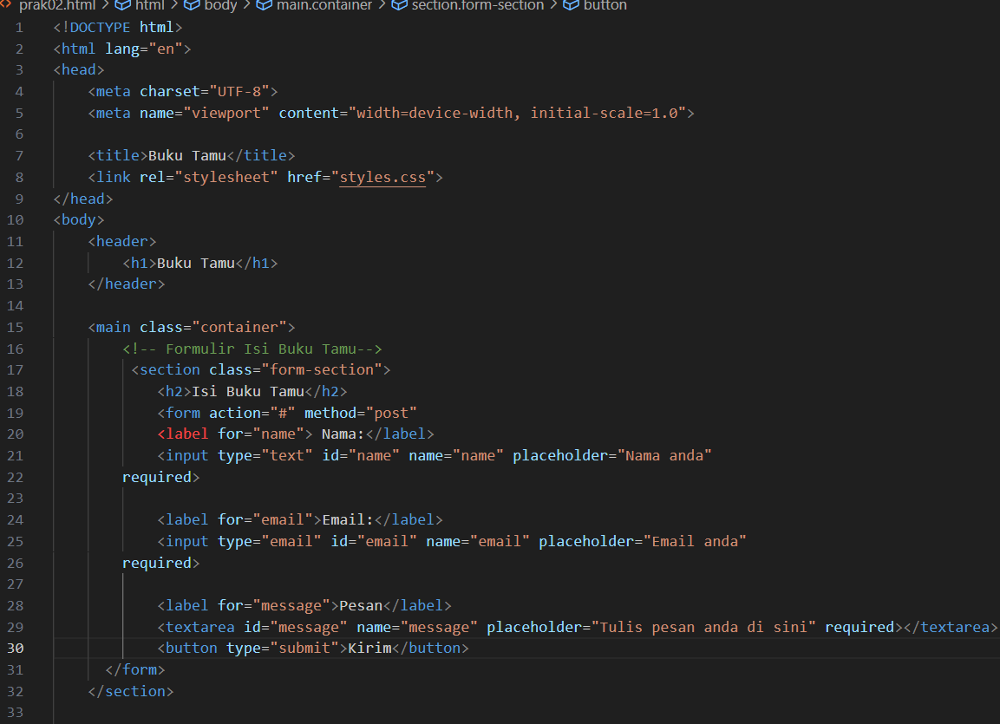 prak02.html > html > body > main.container > section.form-section > button
1 <!DOCTYPE html>
2 <html lang="en">
3 <head>
4 <meta charset="UTF-8">
5 <meta name="viewport" content="width=device-width, initial-scale=1.0">
6
7 <title>Buku Tamu</title>
8 <link rel="stylesheet" href="styles.css">
9 </head>
10 <body>
11 <header>
12 <h1>Buku Tamu</h1>
13 </header>
14
15 <main class="container">
16 <!-- Formulir Isi Buku Tamu-->
17 <section class="form-section">
18 <h2>Isi Buku Tamu</h2>
19 <form action="#" method="post"
20 <label for="name"> Nama:</label>
21 <input type="text" id="name" name="name" placeholder="Nama anda"
22 required>
23
24 <label for="email">Email:</label>
25 <input type="email" id="email" name="email" placeholder="Email anda"
26 required>
27
28 <label for="message">Pesan</label>
29 <textarea id="message" name="message" placeholder="Tulis pesan anda di sini" required></textarea>
30 <button type="submit">Kirim</button>
31 </form>
32 </section>
33